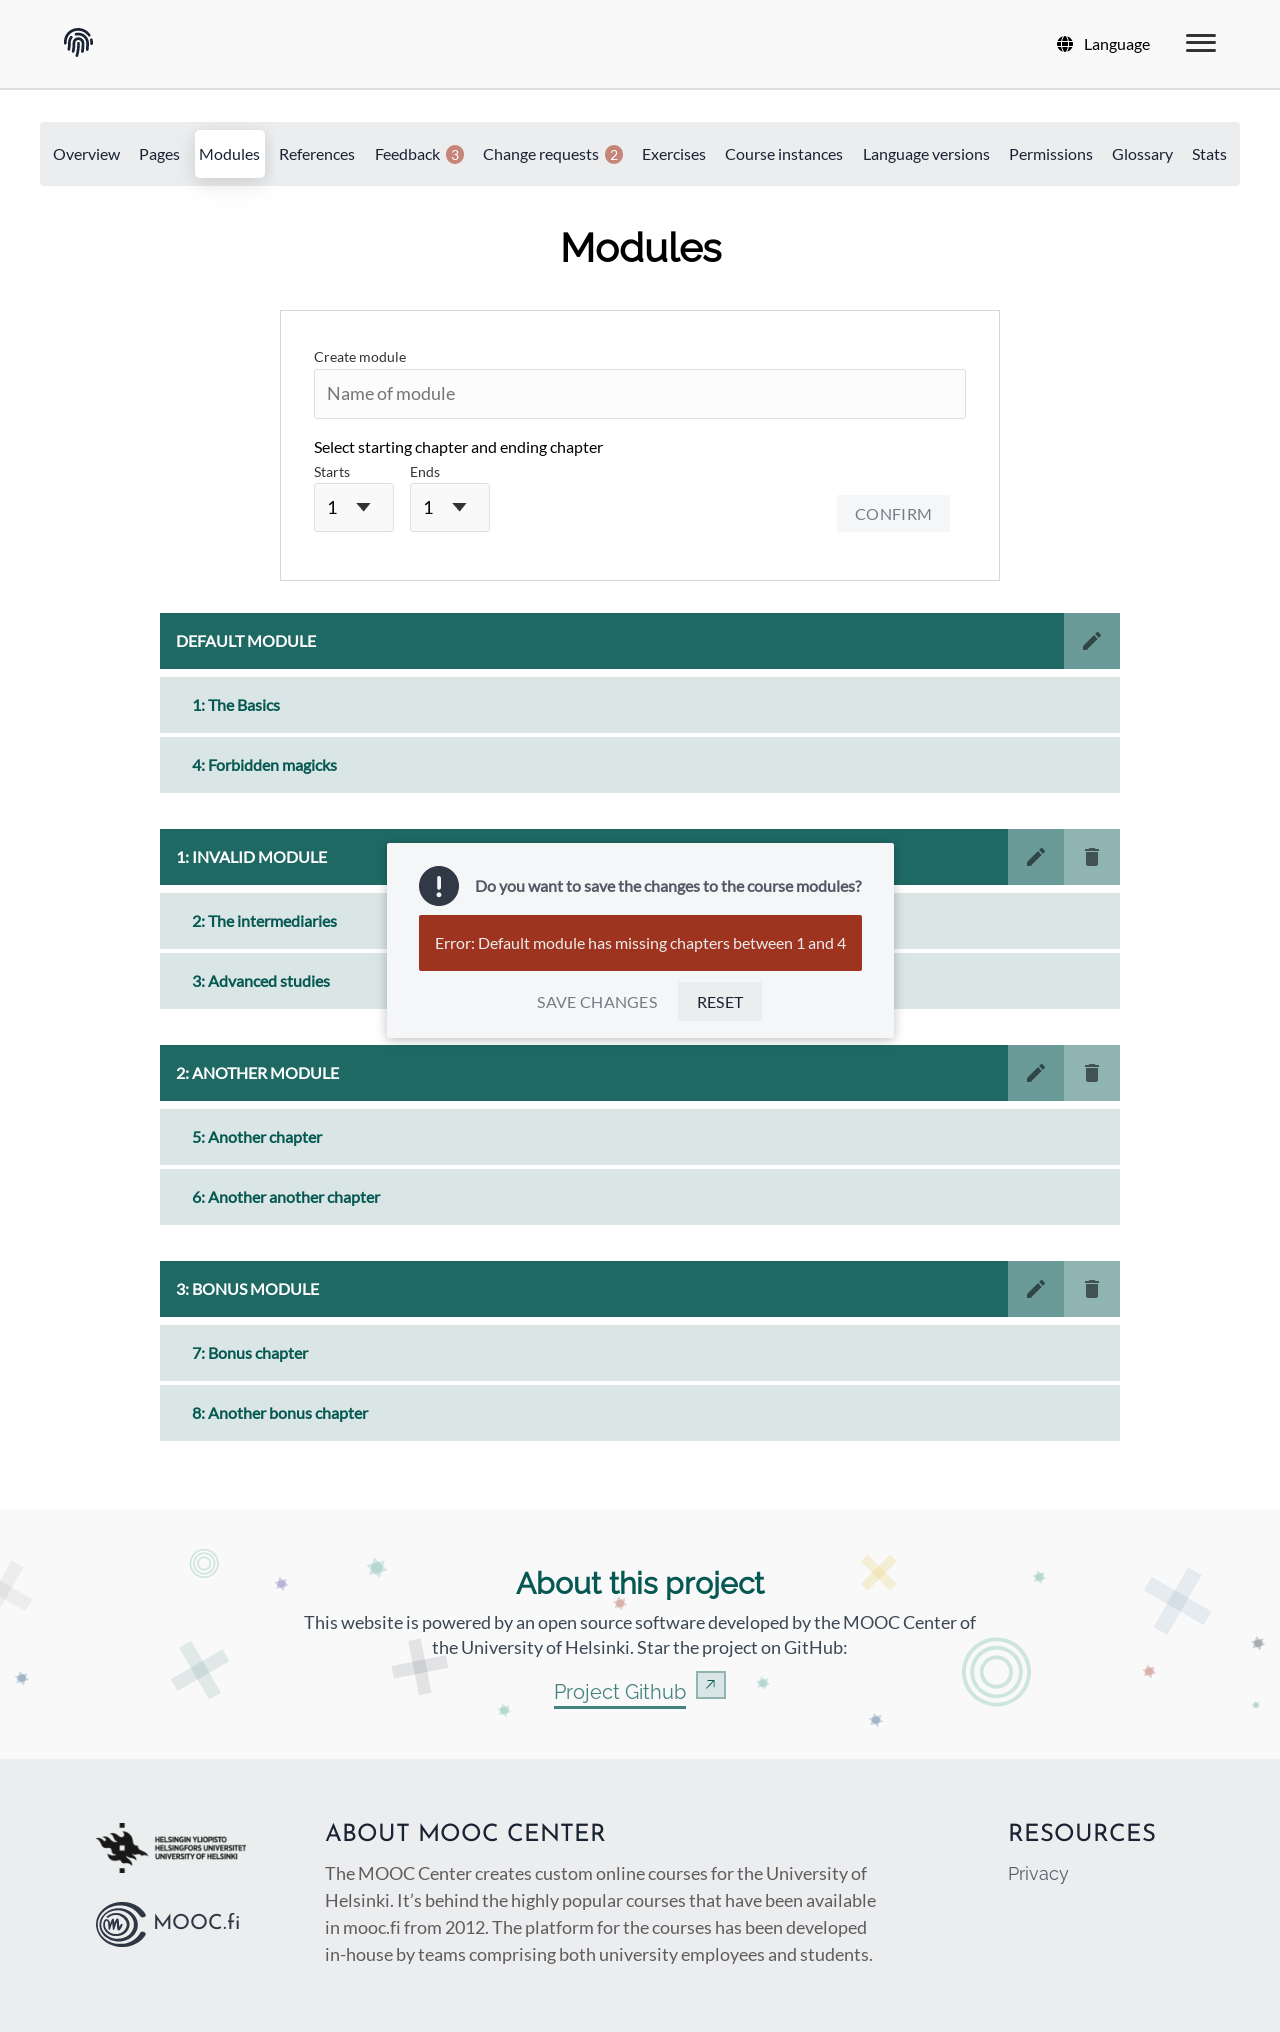 Language
Overview Pages Modules References Feedback 3 Change requests 2 Exercises Course instances Language versions Permissions Glossary Stats
Modules
Create module
Name of module
Select starting chapter and ending chapter
Starts Ends
1 1
CONFIRM
DEFAULT MODULE
1: The Basics
4: Forbidden magicks
1: INVALID MODULE
2: The intermediaries
3: Advanced studies
Do you want to save the changes to the course modules?
Error: Default module has missing chapters between 1 and 4
SAVE CHANGES RESET
2: ANOTHER MODULE
5: Another chapter
6: Another another chapter
3: BONUS MODULE
7: Bonus chapter
8: Another bonus chapter
About this project
This website is powered by an open source software developed by the MOOC Center of
the University of Helsinki. Star the project on GitHub:
Project Github
HELSINGIN YLIOPISTO
HELSINGFORS UNIVERSITET
UNIVERSITY OF HELSINKI
MOOC.fi
ABOUT MOOC CENTER
The MOOC Center creates custom online courses for the University of
Helsinki. It’s behind the highly popular courses that have been available
in mooc.fi from 2012. The platform for the courses has been developed
in-house by teams comprising both university employees and students.
RESOURCES
Privacy